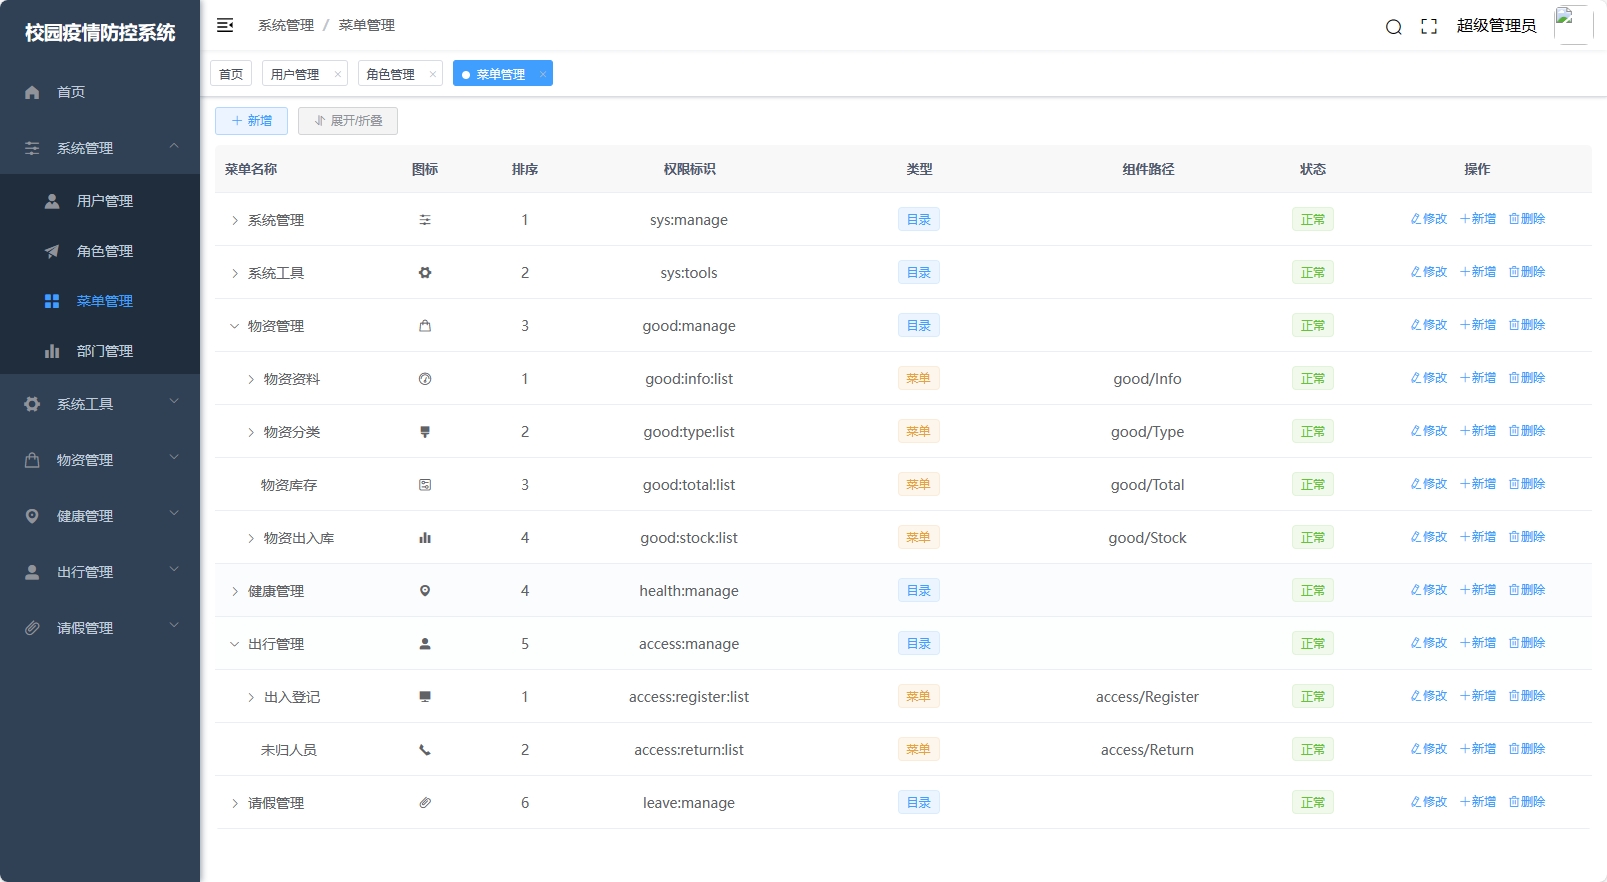 校园疫情防控系统
首页
系统管理
用户管理
角色管理
菜单管理
部门管理
系统工具
物资管理
健康管理
出行管理
请假管理
系统管理 / 菜单管理
超级管理员
首页 用户管理 × 角色管理 × 菜单管理 ×
+ 新增 展开/折叠
菜单名称 图标 排序 权限标识 类型 组件路径 状态 操作
系统管理 1 sys:manage 目录 正常 修改 +新增 删除
系统工具 2 sys:tools 目录 正常 修改 +新增 删除
物资管理 3 good:manage 目录 正常 修改 +新增 删除
物资资料 1 good:info:list 菜单 good/Info 正常 修改 +新增 删除
物资分类 2 good:type:list 菜单 good/Type 正常 修改 +新增 删除
物资库存 3 good:total:list 菜单 good/Total 正常 修改 +新增 删除
物资出入库 4 good:stock:list 菜单 good/Stock 正常 修改 +新增 删除
健康管理 4 health:manage 目录 正常 修改 +新增 删除
出行管理 5 access:manage 目录 正常 修改 +新增 删除
出入登记 1 access:register:list 菜单 access/Register 正常 修改 +新增 删除
未归人员 2 access:return:list 菜单 access/Return 正常 修改 +新增 删除
请假管理 6 leave:manage 目录 正常 修改 +新增 删除